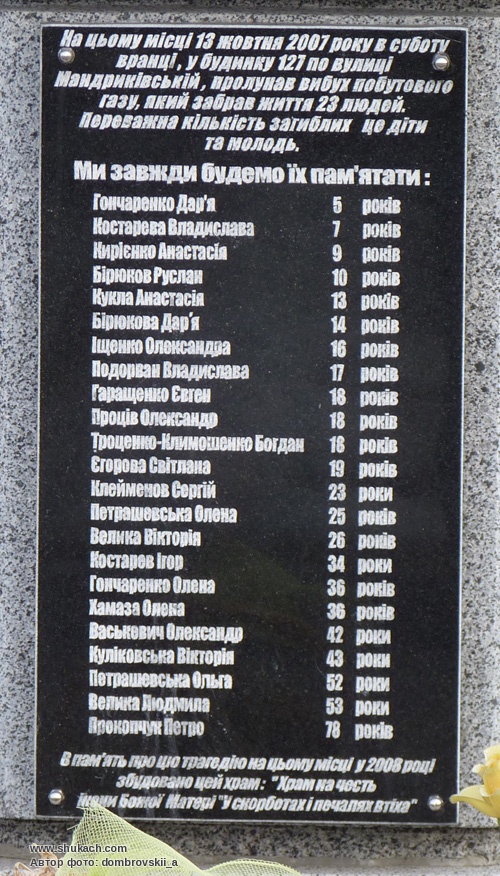 На цьому місці 13 жовтня 2007 року в суботу
вранці, у будинку 127 по вулиці
Мандриківській, пролунав вибух побутового
газу, який забрав життя 23 людей.
Переважна кількість загиблих це діти
та молодь.
Ми завжди будемо їх пам'ятати:
Гончаренко Дар'я 5 років
Костарева Владислава 7 років
Кирієнко Анастасія 9 років
Бірюков Руслан 10 років
Кукла Анастасія 13 років
Бірюкова Дар'я 14 років
Іщенко Олександра 16 років
Подорван Владислава 17 років
Гаращенко Євген 18 років
Проців Олександр 18 років
Троценко-Климошенко Богдан 18 років
Єгорова Світлана 19 років
Клейменов Сергій 23 роки
Петрашевська Олена 25 років
Велика Вікторія 26 років
Костарев Ігор 34 роки
Гончаренко Олена 36 років
Хамаза Олена 36 років
Васькевич Олександр 42 роки
Куліковська Вікторія 43 роки
Петрашевська Ольга 52 роки
Велика Людмила 53 роки
Прокопчук Петро 78 років
В пам'ять про цю трагедію на цьому місці у 2008 році
збудовано цей храм: "Храм на честь
ікони Божої Матері "У скорботах і печалях втіха"
www.shukach.com
Автор фото: dombrovskii_a